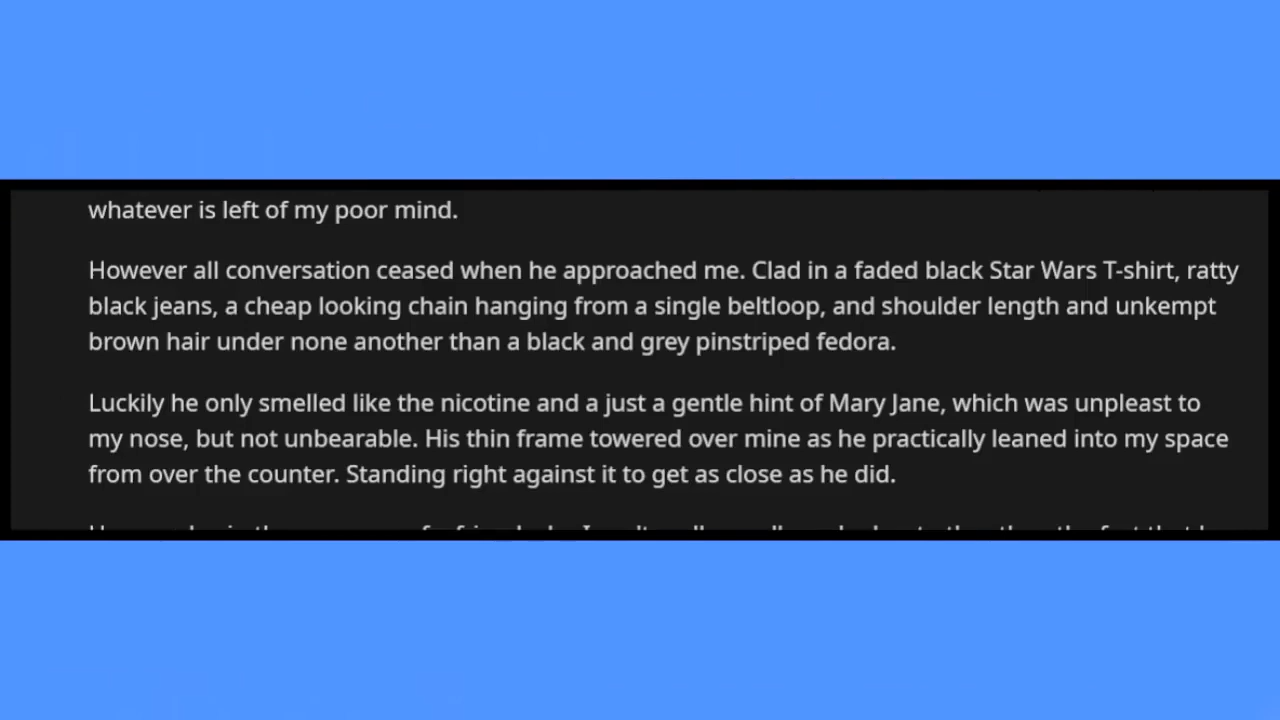 whatever is left of my poor mind.
However all conversation ceased when he approached me. Clad in a faded black Star Wars T-shirt, ratty
black jeans, a cheap looking chain hanging from a single beltloop, and shoulder length and unkempt
brown hair under none another than a black and grey pinstriped fedora.
Luckily he only smelled like the nicotine and a just a gentle hint of Mary Jane, which was unpleast to
my nose, but not unbearable. His thin frame towered over mine as he practically leaned into my space
from over the counter. Standing right against it to get as close as he did.